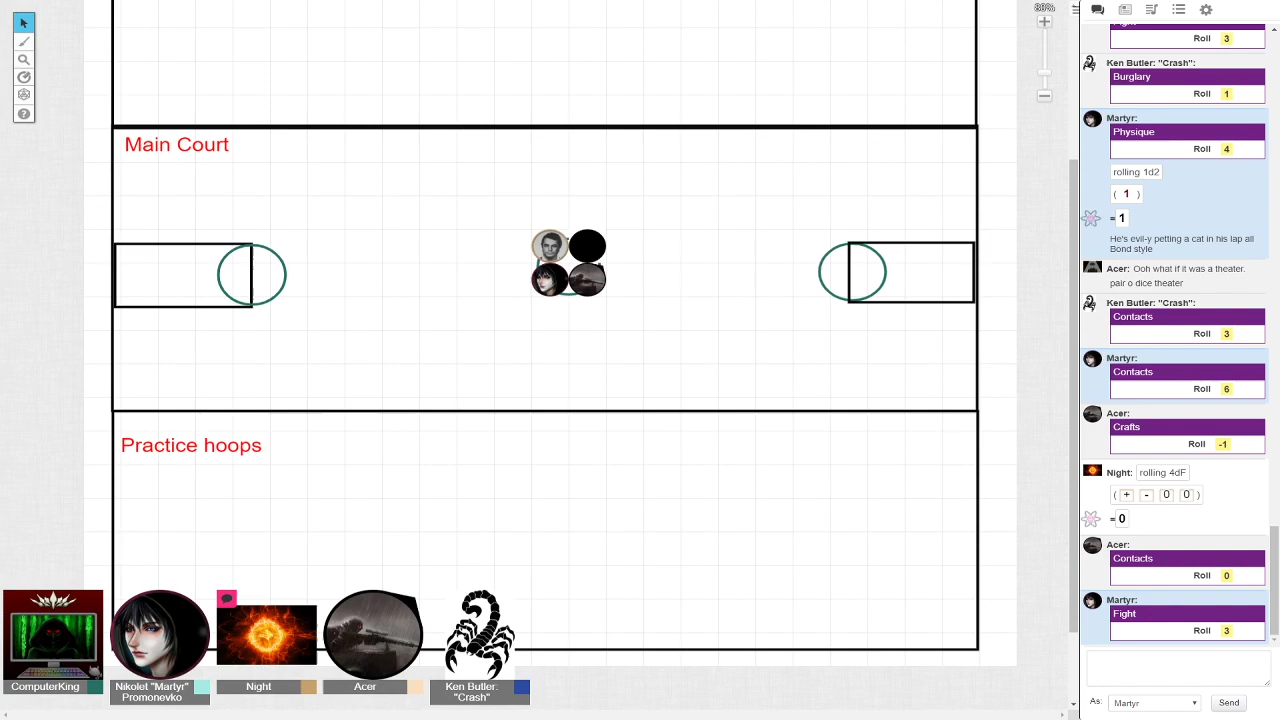 88%
Main Court
Practice hoops
ComputerKing
Nikolet "Martyr"
Promonevko
Night
Acer
Ken Butler:
"Crash"
Roll 3
Ken Butler: "Crash":
Burglary
Roll 1
Martyr:
Physique
Roll 4
rolling 1d2
( 1 )
=1
He's evil-y petting a cat in his lap all
Bond style
Acer: Ooh what if it was a theater.
pair o dice theater
Ken Butler: "Crash":
Contacts
Roll 3
Martyr:
Contacts
Roll 6
Acer:
Crafts
Roll -1
Night: rolling 4dF
( + - 0 0 )
=0
Acer:
Contacts
Roll 0
Martyr:
Fight
Roll 3
As: Martyr Send